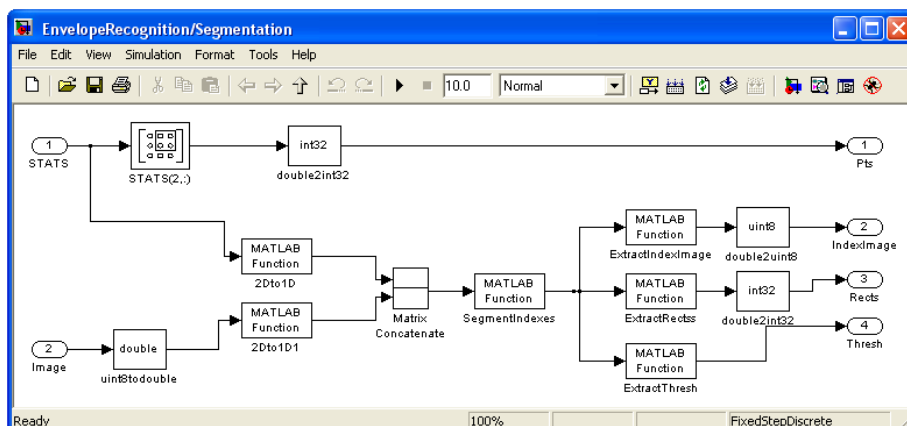 EnvelopeRecognition/Segmentation
File Edit View Simulation Format Tools Help
10.0 Normal
1
STATS
STATS(2,:)
int32
double2int32
1
Pts
MATLAB
Function
2Dto1D
MATLAB
Function
2Dto1D1
2
Image
double
uint8todouble
Matrix
Concatenate
MATLAB
Function
SegmentIndexes
MATLAB
Function
ExtractIndexImage
uint8
double2uint8
2
IndexImage
MATLAB
Function
ExtractRectss
int32
double2int32
3
Rects
MATLAB
Function
ExtractThresh
4
Thresh
Ready 100% FixedStepDiscrete